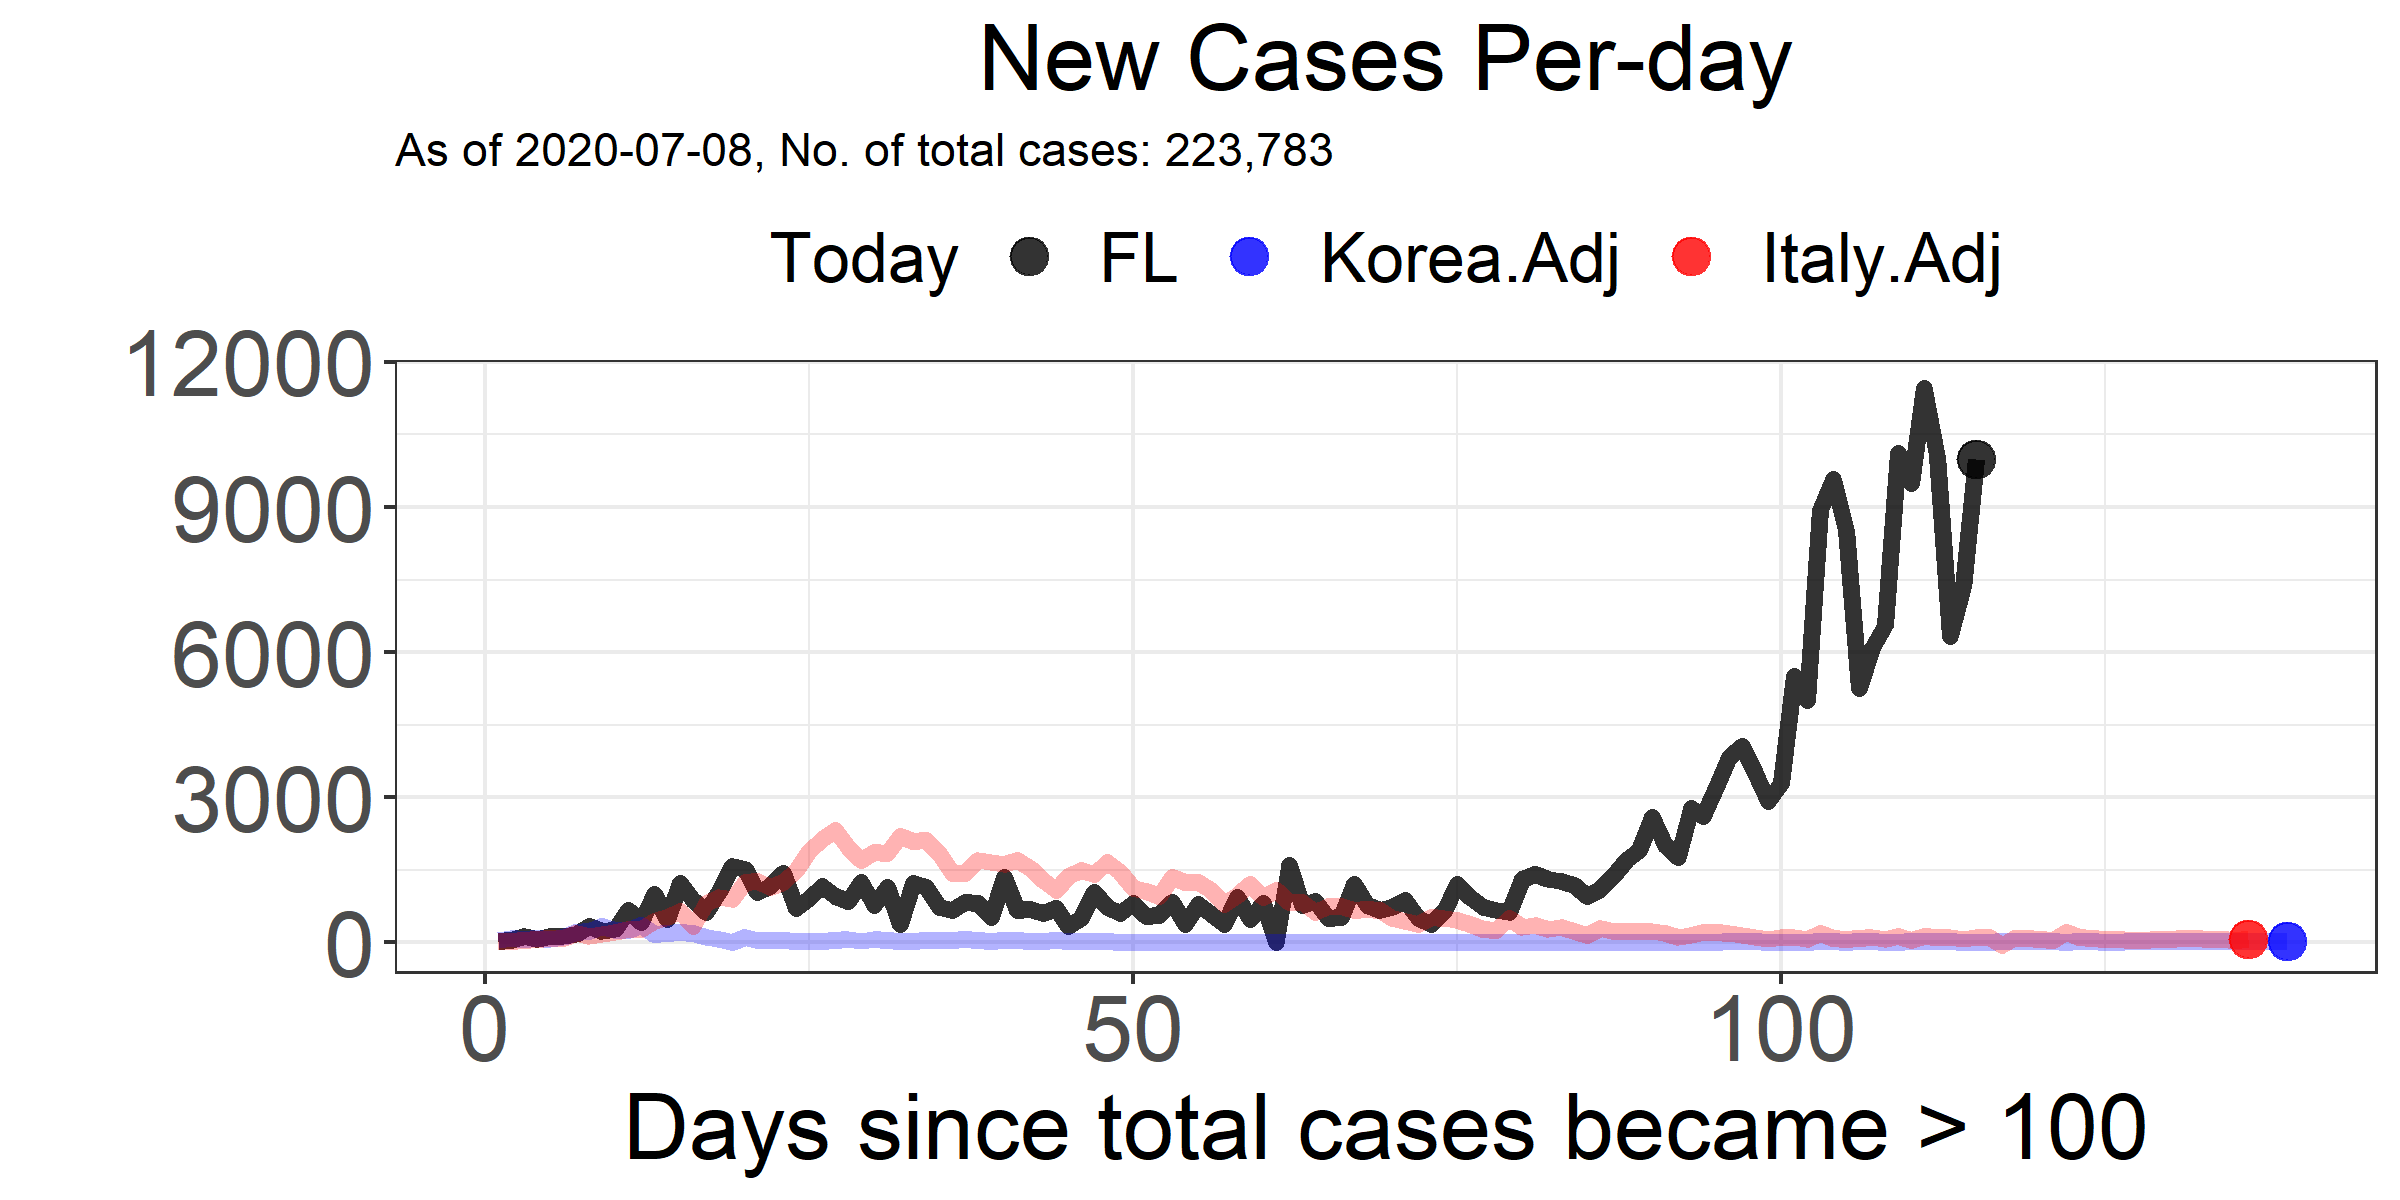 New Cases Per-day
As of 2020-07-08, No. of total cases: 223,783
Today FL Korea.Adj Italy.Adj
12000
9000
6000
3000
0
0 50 100
Days since total cases became > 100